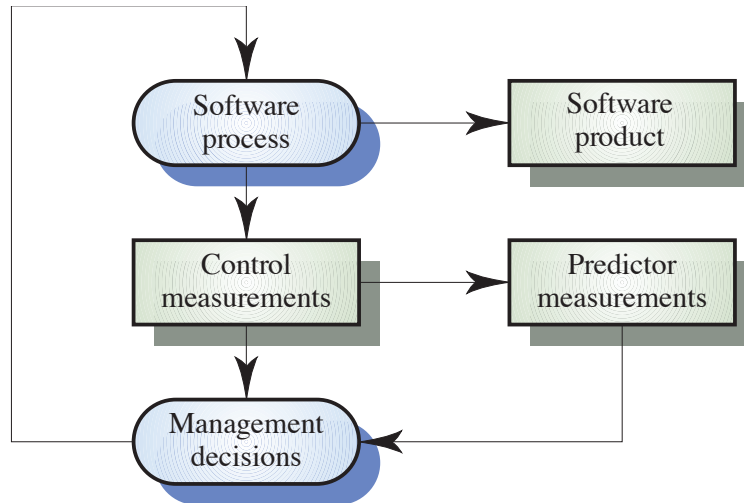 Software
process
Software
product
Control
measurements
Predictor
measurements
Management
decisions